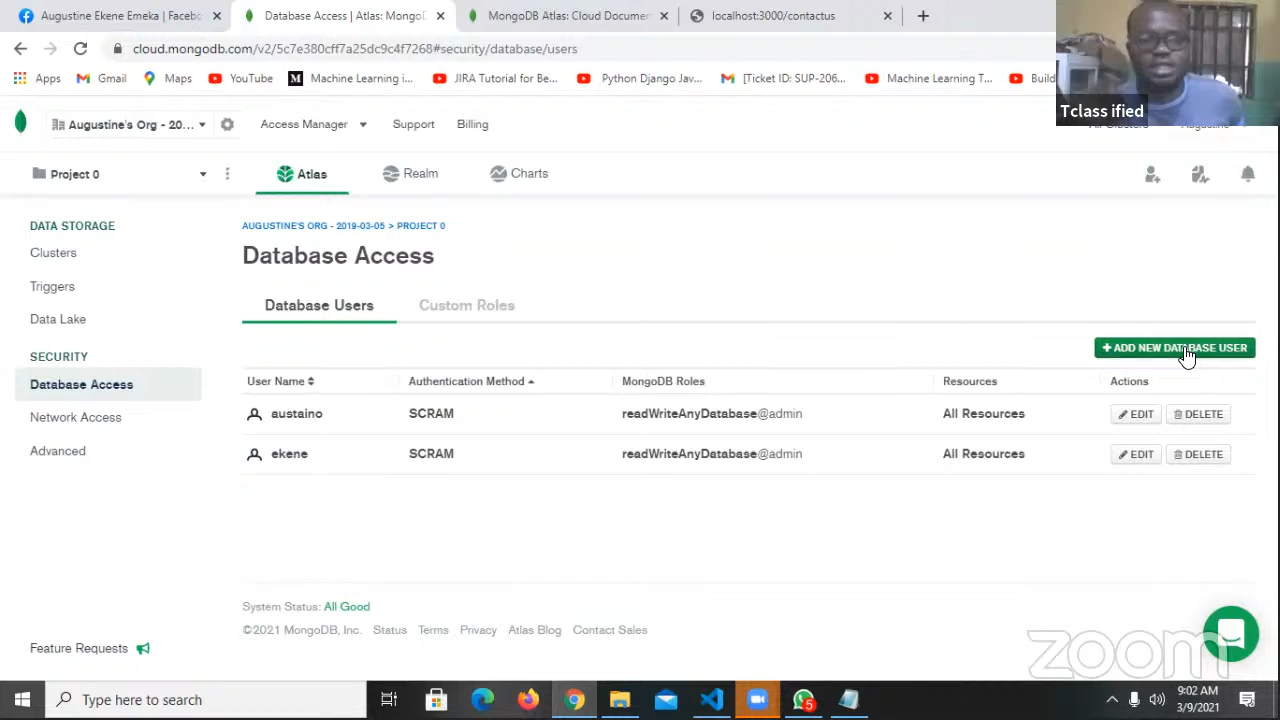 Augustine Ekene Emeka | Facebo
Database Access | Atlas: MongoD
MongoDB Atlas: Cloud Documen
localhost:3000/contactus
cloud.mongodb.com/v2/5c7e380cff7a25dc9c4f7268#security/database/users
Apps
Gmail
Maps
YouTube
Machine Learning i...
JIRA Tutorial for Be...
Python Django Jav...
[Ticket ID: SUP-206...
Machine Learning T...
Build
Tclass ified
Augustine's Org - 20...
Access Manager
Support
Billing
All Clusters
Augustine
Project 0
Atlas
Realm
Charts
DATA STORAGE
Clusters
Triggers
Data Lake
SECURITY
Database Access
Network Access
Advanced
Feature Requests
AUGUSTINE'S ORG - 2019-03-05 > PROJECT 0
Database Access
Database Users
Custom Roles
+ ADD NEW DATABASE USER
User Name Authentication Method MongoDB Roles Resources Actions
austaino SCRAM readWriteAnyDatabase@admin All Resources EDIT DELETE
ekene SCRAM readWriteAnyDatabase@admin All Resources EDIT DELETE
System Status: All Good
©2021 MongoDB, Inc. Status Terms Privacy Atlas Blog Contact Sales
zoom
Type here to search
5
9:02 AM
3/9/2021